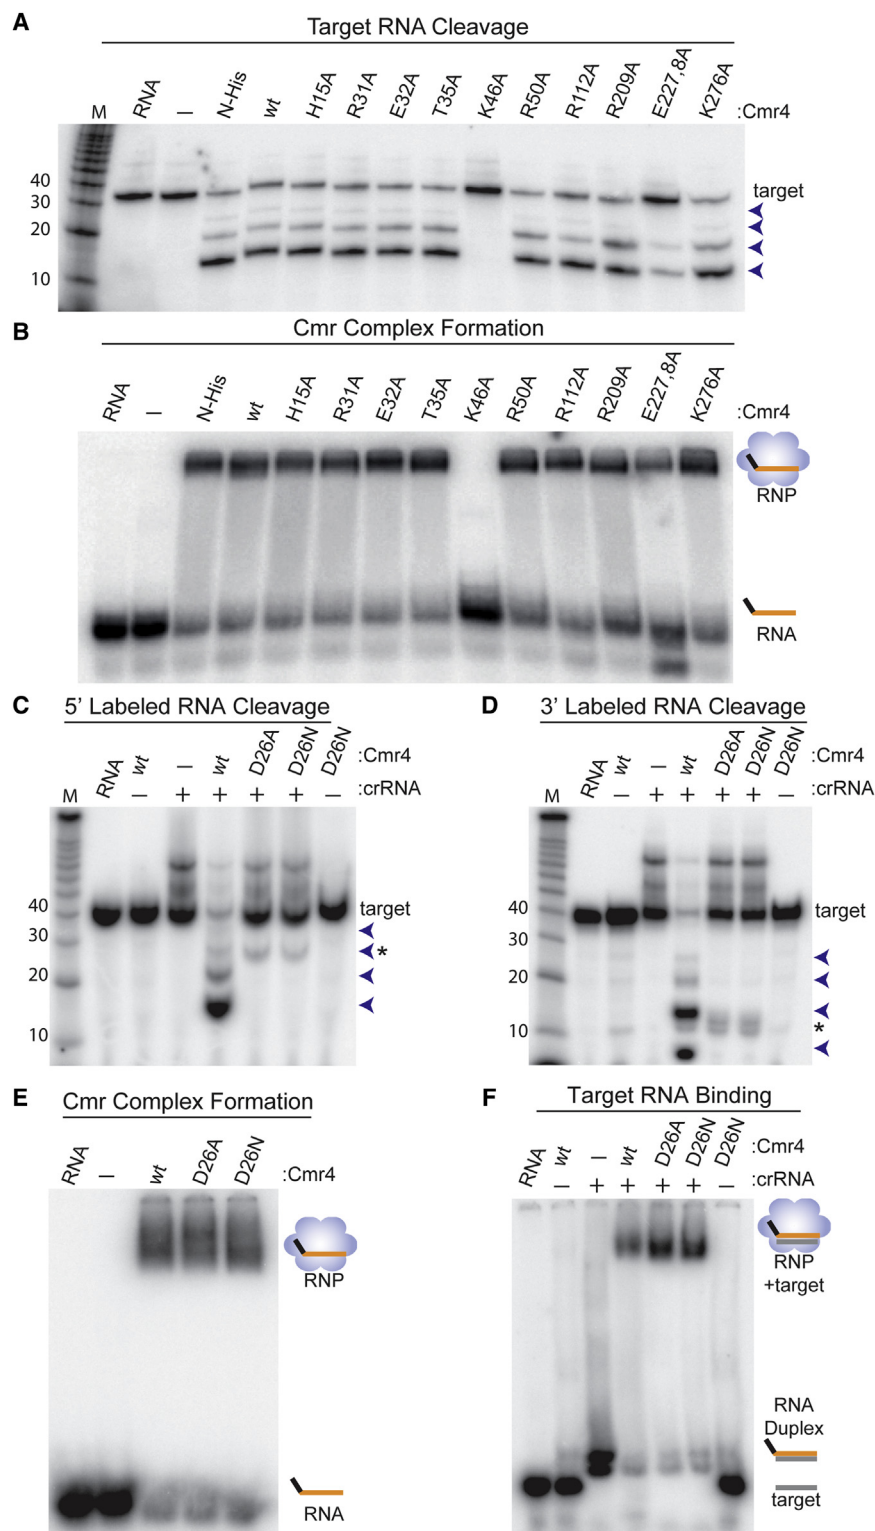 A
Target RNA Cleavage
M RNA — N-His wt H15A R31A E32A T35A K46A R50A R112A R209A E227,8A K276A :Cmr4
40
30
20
10
target
B
Cmr Complex Formation
RNA — N-His wt H15A R31A E32A T35A K46A R50A R112A R209A E227,8A K276A :Cmr4
RNP
RNA
C
5’ Labeled RNA Cleavage
RNA wt — wt D26A D26N D26N :Cmr4
M — + + + + — :crRNA
40
30
20
10
target
*
D
3’ Labeled RNA Cleavage
RNA wt — wt D26A D26N D26N :Cmr4
M — + + + + — :crRNA
40
30
20
10
target
*
E
Cmr Complex Formation
RNA — wt D26A D26N :Cmr4
RNP
RNA
F
Target RNA Binding
RNA wt — wt D26A D26N D26N :Cmr4
— + + + + — :crRNA
RNP
+target
RNA
Duplex
target